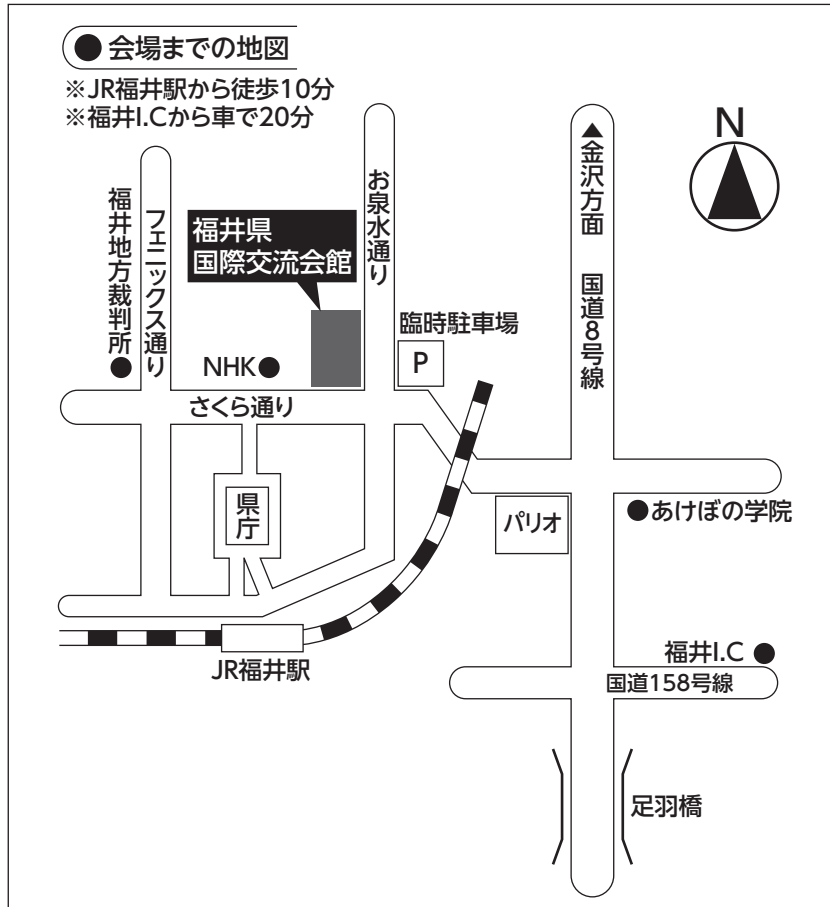 ●会場までの地図
※JR福井駅から徒歩10分
※福井I.Cから車で20分
N
▲金沢方面 国道8号線
お泉水通り
フェニックス通り
福井地方裁判所
福井県
国際交流会館
臨時駐車場
P
NHK
さくら通り
県庁
パリオ
あけぼの学院
JR福井駅
福井I.C
国道158号線
足羽橋